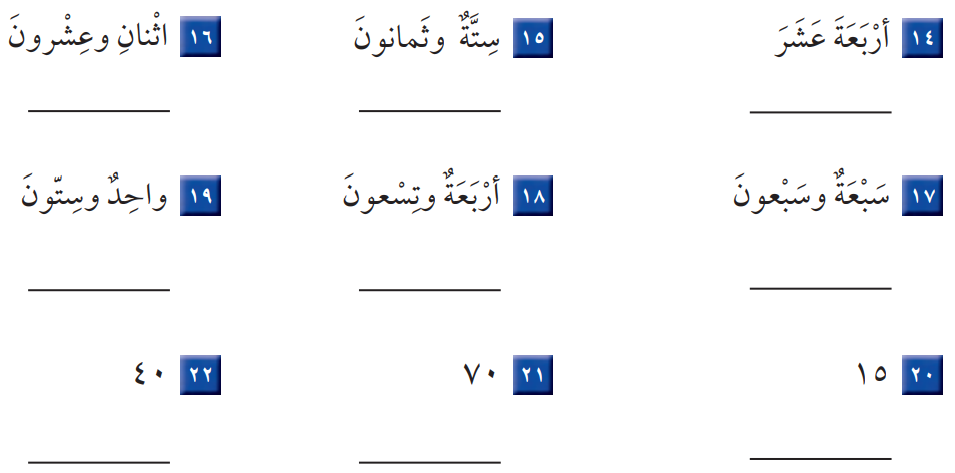 ١٤ أَرْبَعَةَ عَشَرَ ١٥ سِتَّةٌ وثَمانونَ ١٦ اثْنانِ وعِشْرونَ
١٧ سَبْعَةٌ وسَبْعونَ ١٨ أَرْبَعَةٌ وتِسْعونَ ١٩ واحِدٌ وسِتّونَ
٢٠ ١٥ ٢١ ٧٠ ٢٢ ٤٠